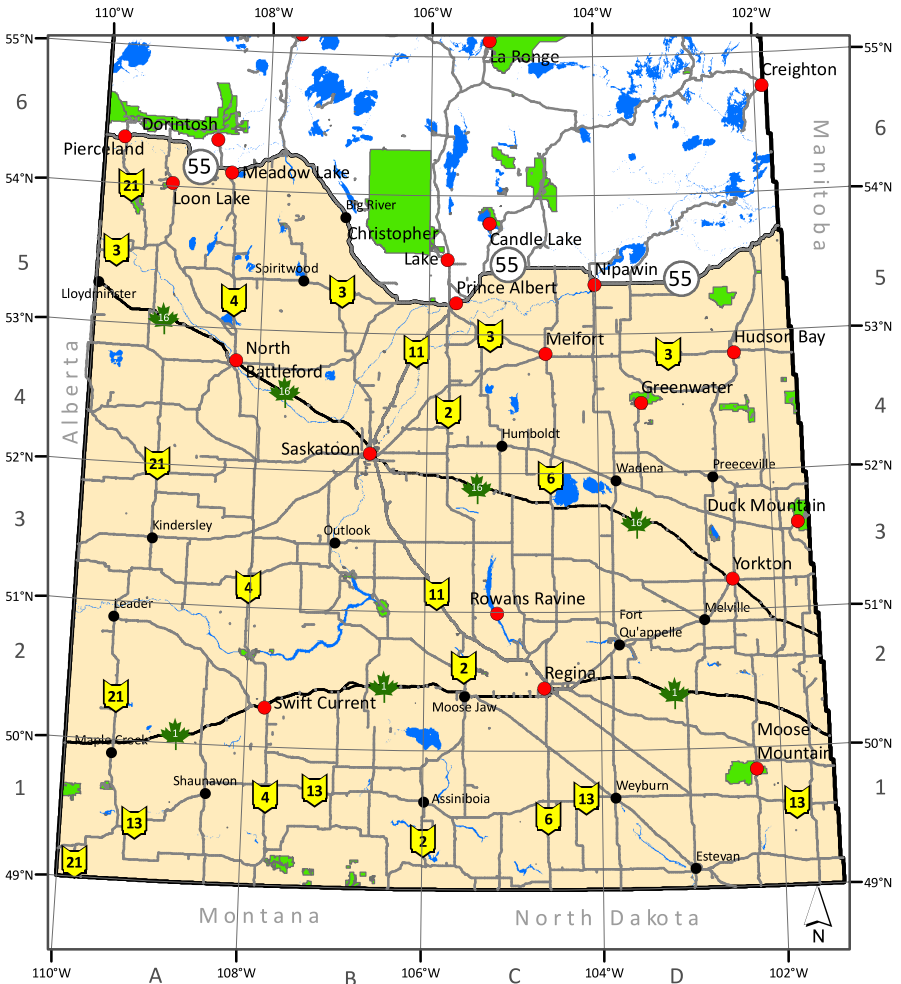 110°W 108°W 106°W 104°W 102°W
55°N 55°N
La Ronge
Creighton
6 6
Dorintosh
Pierceland
55
Meadow Lake
54°N 54°N
21
Loon Lake
Big River
Manitoba
Christopher
Lake
Candle Lake
3
55
Nipawin
55
5 5
Spiritwood
Lloydminster
4
3
Prince Albert
53°N 53°N
16
3
Melfort
Hudson Bay
North
Battleford
11
3
Alberta
16
Greenwater
4 4
2
Humboldt
Saskatoon
52°N 52°N
21
Wadena
Preeceville
6
16
Duck Mountain
16
3 3
Kindersley
Outlook
Yorkton
51°N 51°N
4
11
Rowans Ravine
Leader
Melville
Fort
Qu'appelle
2 2
2
Regina
21
1
1
Swift Current
Moose Jaw
1
Moose
Mountain
50°N 50°N
Maple Creek
Shaunavon
1 1
4
13
Assiniboia
13
Weyburn
13
13
6
2
21
Estevan
49°N 49°N
Montana North Dakota
N
110°W A 108°W B 106°W C 104°W D 102°W